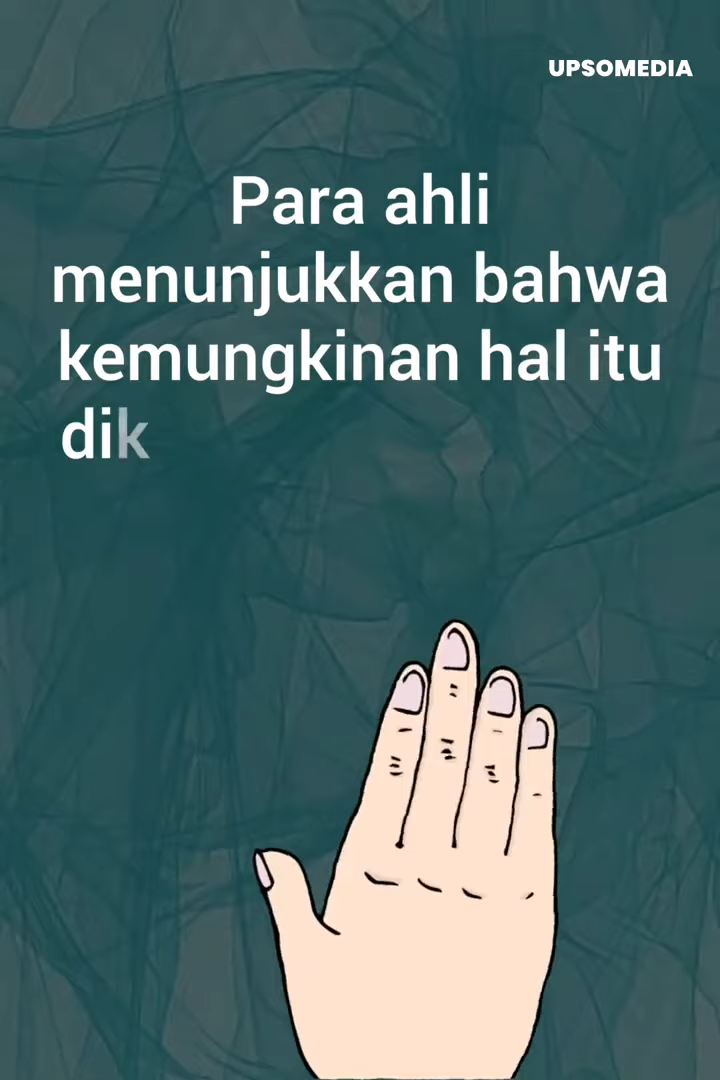 UPSOMEDIA
Para ahli
menunjukkan bahwa
kemungkinan hal itu
dik